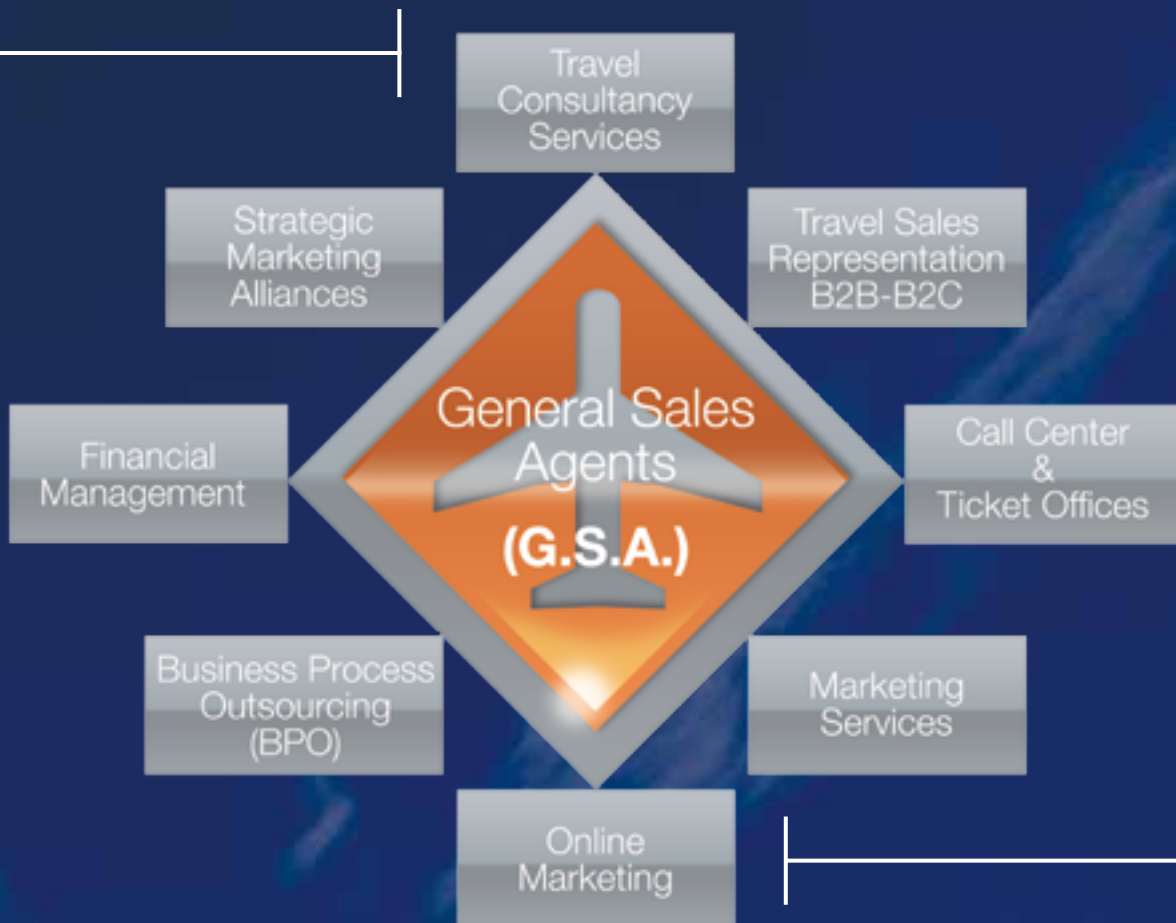 Travel
Consultancy
Services
Strategic
Marketing
Alliances
Travel Sales
Representation
B2B-B2C
General Sales
Agents
(G.S.A.)
Financial
Management
Call Center
&
Ticket Offices
Business Process
Outsourcing
(BPO)
Marketing
Services
Online
Marketing